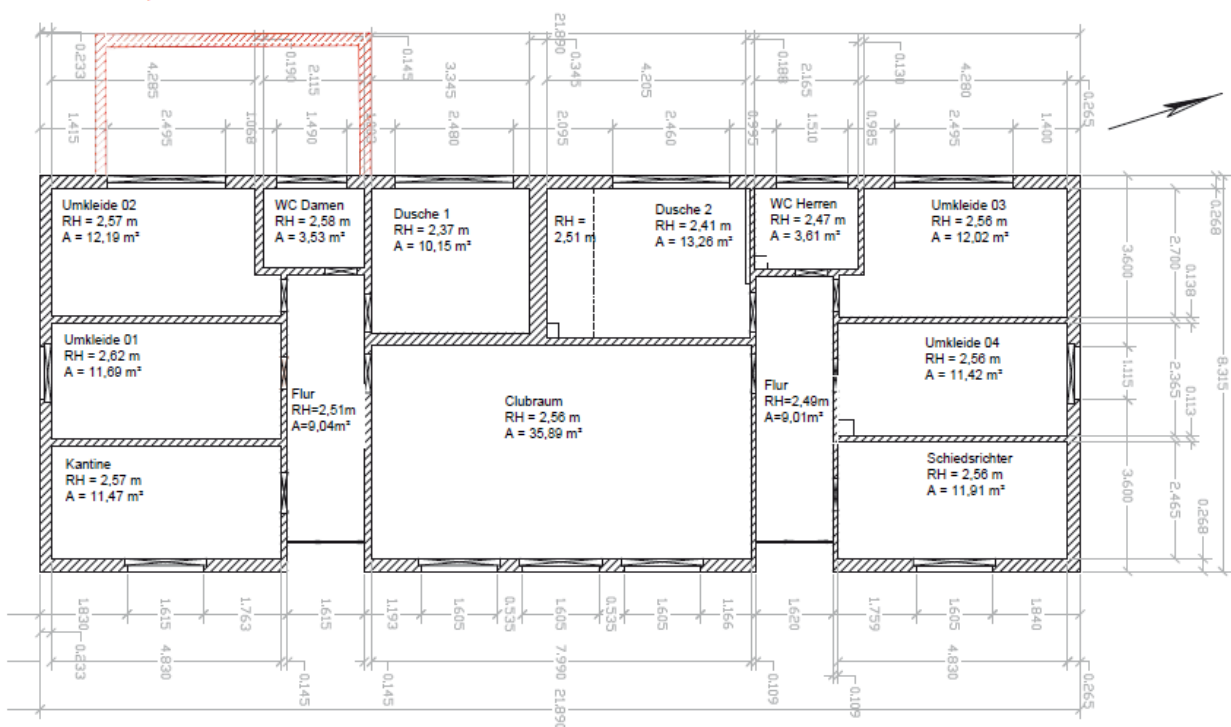 21.890
0.233
4.285
0.190
2.115
0.145
3.345
0.345
4.205
0.188
2.165
0.130
4.280
0.265
1.415
2.495
1.068
1.490
2.480
2.095
2.460
0.995
1.510
0.985
2.495
1.400
Umkleide 02
RH = 2,57 m
A = 12,19 m²
WC Damen
RH = 2,58 m
A = 3,53 m²
Dusche 1
RH = 2,37 m
A = 10,15 m²
RH =
2,51 m
Dusche 2
RH = 2,41 m
A = 13,26 m²
WC Herren
RH = 2,47 m
A = 3,61 m²
Umkleide 03
RH = 2,56 m
A = 12,02 m²
Umkleide 01
RH = 2,62 m
A = 11,69 m²
Flur
RH=2,51m
A=9,04m²
Clubraum
RH = 2,56 m
A = 35,89 m²
Flur
RH=2,49m
A=9,01m²
Umkleide 04
RH = 2,56 m
A = 11,42 m²
Kantine
RH = 2,57 m
A = 11,47 m²
Schiedsrichter
RH = 2,56 m
A = 11,91 m²
3.600
1.115
3.600
2.700
2.365
2.465
0.268
0.138
0.113
0.268
8.315
1.830
1.615
1.763
1.615
1.193
1.605
0.535
1.605
0.535
1.605
1.166
1.620
1.759
1.605
1.840
0.233
4.830
0.145
0.145
7.990
0.109
0.109
4.830
0.265
21.890